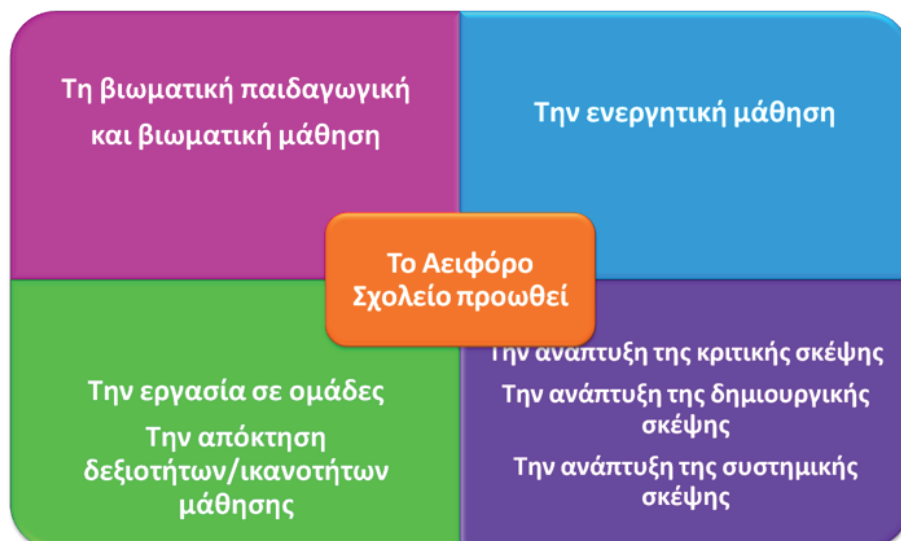 Τη βιωματική παιδαγωγική
και βιωματική μάθηση
Την ενεργητική μάθηση
Το Αειφόρο
Σχολείο προωθεί
Την εργασία σε ομάδες
Την απόκτηση
δεξιοτήτων/ικανοτήτων
μάθησης
Την ανάπτυξη της κριτικής σκέψης
Την ανάπτυξη της δημιουργικής
σκέψης
Την ανάπτυξη της συστημικής
σκέψης